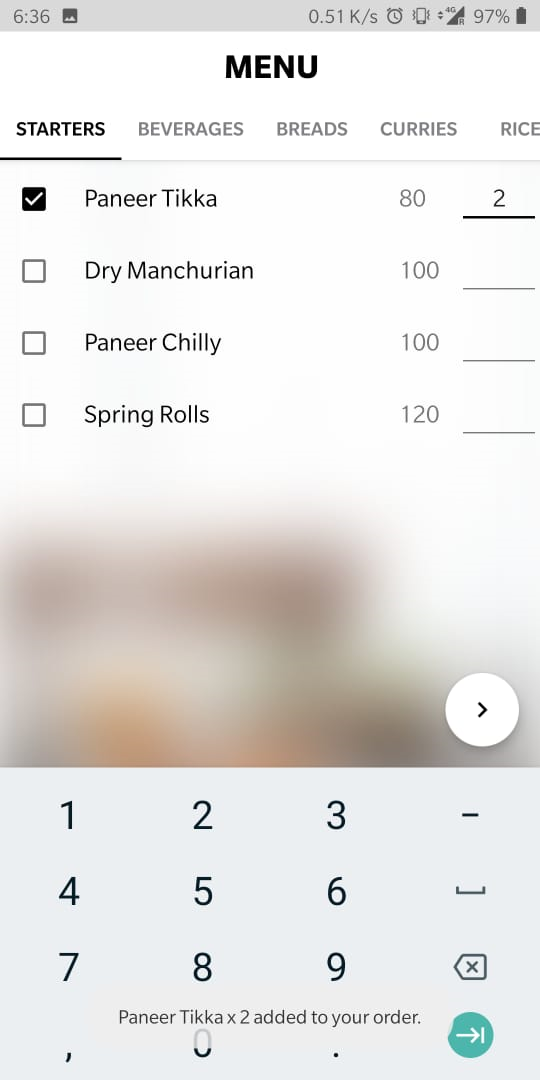 6:36 0.51 K/s 4G R 97%
MENU
STARTERS BEVERAGES BREADS CURRIES RICE
Paneer Tikka 80 2
Dry Manchurian 100
Paneer Chilly 100
Spring Rolls 120
1 2 3 -
4 5 6
7 8 9
Paneer Tikka x 2 added to your order.
, 0 .